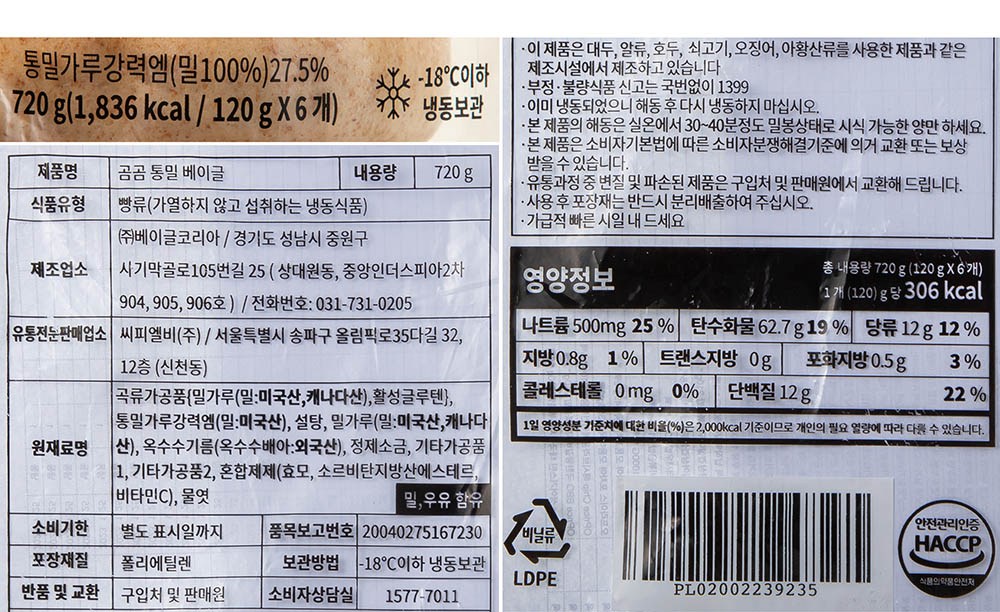 통밀가루강력엠(밀100%)27.5%
720 g(1,836 kcal / 120 g X 6 개)
-18℃이하
냉동보관
제품명 곰곰 통밀 베이글 내용량 720 g
식품유형 빵류(가열하지 않고 섭취하는 냉동식품)
제조업소 ㈜베이글코리아 / 경기도 성남시 중원구
사기막골로105번길 25 ( 상대원동, 중앙인더스피아2차
904, 905, 906호 ) / 전화번호: 031-731-0205
유통전문판매업소 씨피엘비(주) / 서울특별시 송파구 올림픽로35다길 32,
12층 (신천동)
원재료명 곡류가공품{밀가루(밀:미국산,캐나다산),활성글루텐},
통밀가루강력엠(밀:미국산), 설탕, 밀가루(밀:미국산,캐나다
산), 옥수수기름(옥수수배아:외국산), 정제소금, 기타가공품
1, 기타가공품2, 혼합제제(효모, 소르비탄지방산에스테르,
비타민C), 물엿
밀,우유 함유
소비기한 별도 표시일까지 품목보고번호 20040275167230
포장재질 폴리에틸렌 보관방법 -18℃이하 냉동보관
반품 및 교환 구입처 및 판매원 소비자상담실 1577-7011
·이 제품은 대두, 알류, 호두, 쇠고기, 오징어, 아황산류를 사용한 제품과 같은
제조시설에서 제조하고 있습니다
·부정·불량식품 신고는 국번없이 1399
·이미 냉동되었으니 해동 후 다시 냉동하지 마십시오.
·본 제품의 해동은 실온에서 30~40분정도 밀봉상태로 시식 가능한 양만 하세요.
·본 제품은 소비자기본법에 따른 소비자분쟁해결기준에 의거 교환 또는 보상
받을 수 있습니다.
·유통과정 중 변질 및 파손된 제품은 구입처 및 판매원에서 교환해 드립니다.
·사용 후 포장재는 반드시 분리배출하여 주십시오.
·가급적 빠른 시일 내 드세요
영양정보
총 내용량 720 g (120 g X 6개)
1 개 (120) g 당 306 kcal
나트륨 500mg 25 % 탄수화물 62.7 g 19 % 당류 12 g 12 %
지방 0.8g 1 % 트랜스지방 0 g 포화지방 0.5 g 3 %
콜레스테롤 0 mg 0% 단백질 12 g 22 %
1일 영양성분 기준치에 대한 비율(%)은 2,000kcal 기준이므로 개인의 필요 열량에 따라 다를 수 있습니다.
비닐류
LDPE
PL02002239235
안전관리인증
HACCP
식품의약품안전처